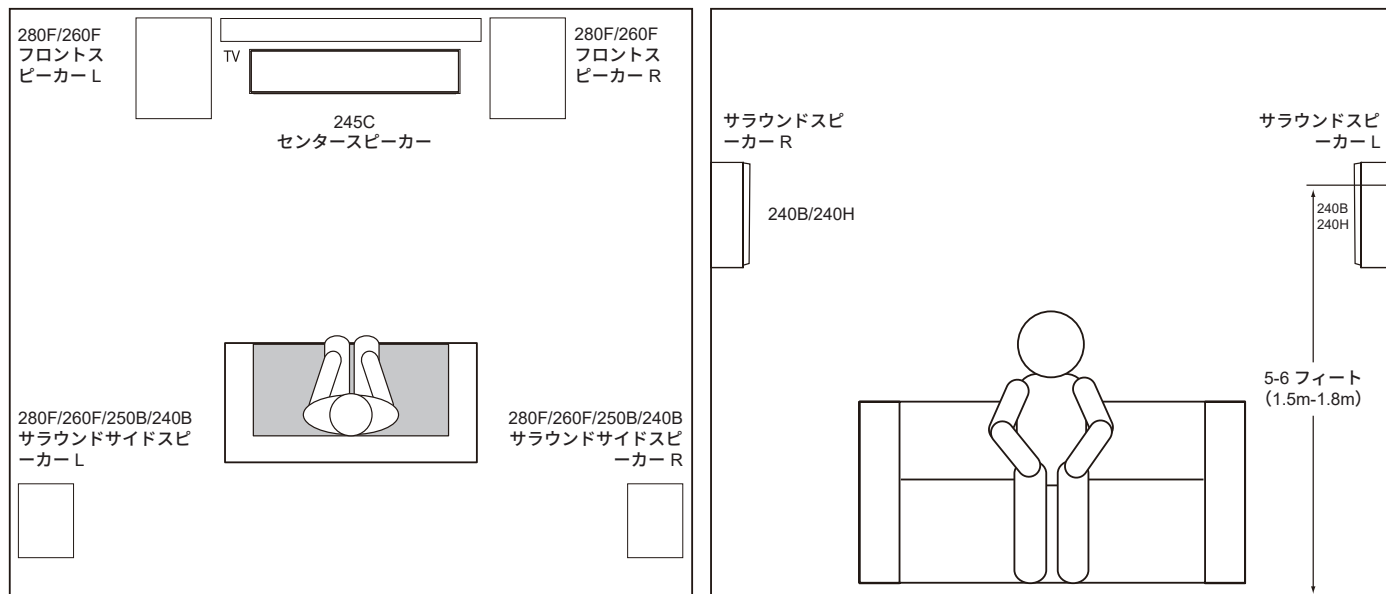 280F/260F
フロントス
ピーカー L
TV
280F/260F
フロントス
ピーカー R
245C
センタースピーカー
280F/260F/250B/240B
サラウンドサイドスピ
ーカー L
280F/260F/250B/240B
サラウンドサイドスピ
ーカー R
サラウンドスピ
ーカー R
240B/240H
サラウンドスピ
ーカー L
240B
240H
5-6 フィート
(1.5m-1.8m)